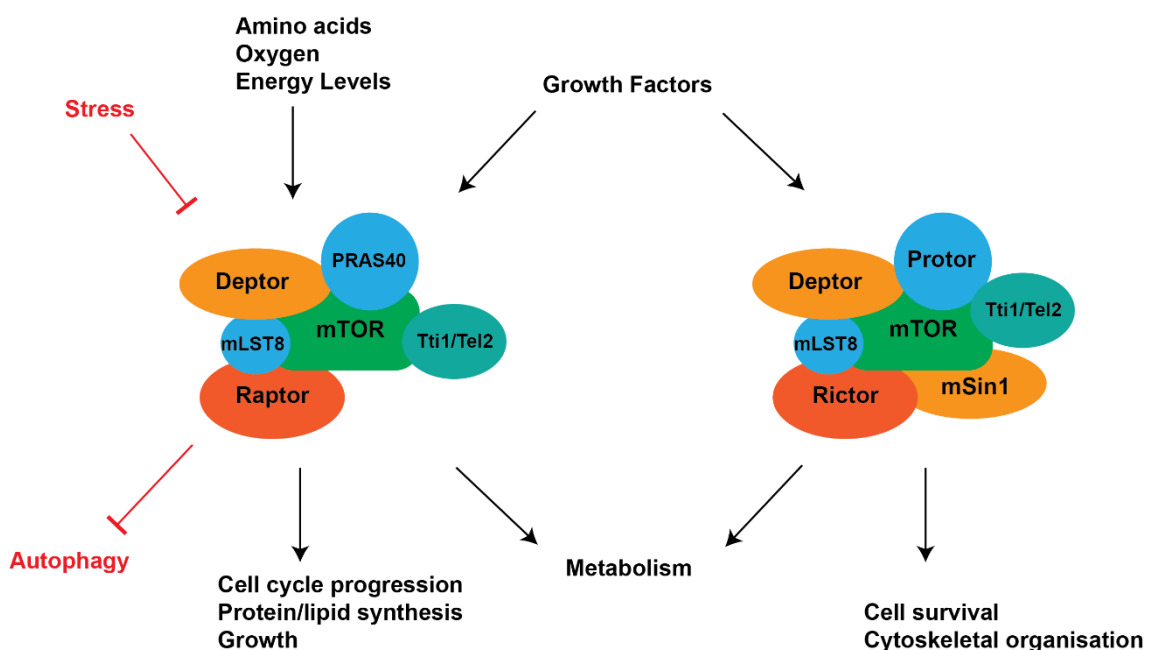 Amino acids
Oxygen
Energy Levels
Growth Factors
Stress
PRAS40
Deptor
mTOR
Tti1/Tel2
mLST8
Raptor
Protor
Deptor
Tti1/Tel2
mTOR
mLST8
Rictor
mSin1
Autophagy
Metabolism
Cell cycle progression
Protein/lipid synthesis
Growth
Cell survival
Cytoskeletal organisation